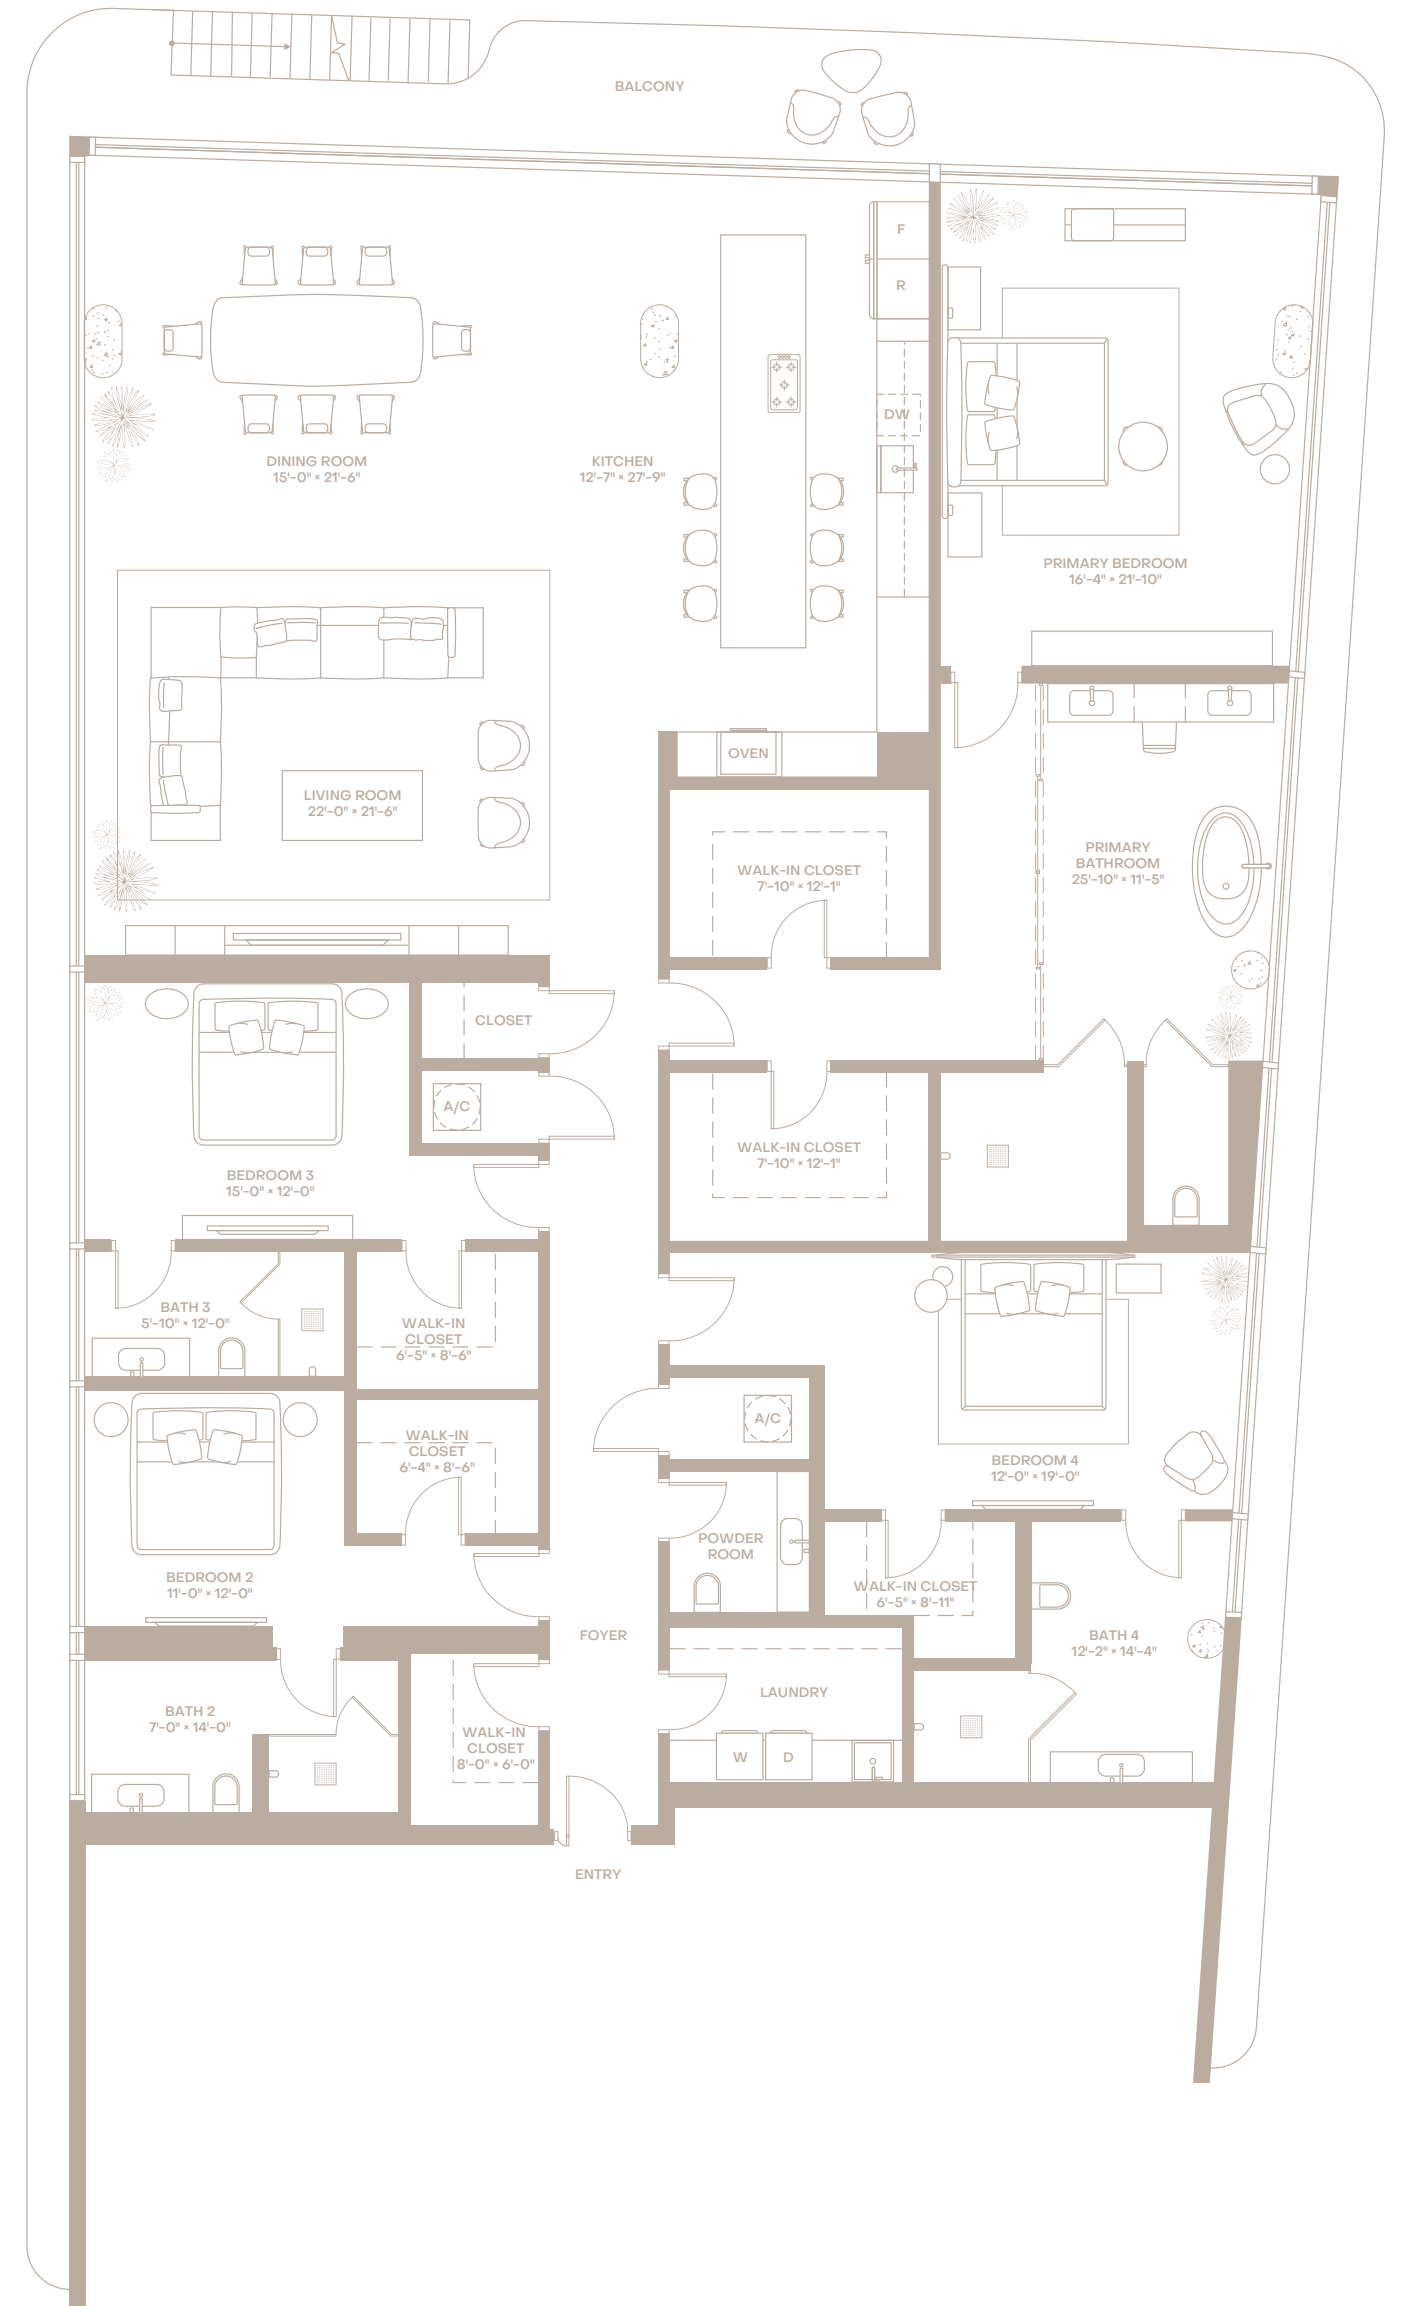 BALCONY
F
R
DW
DINING ROOM
15'-0" × 21'-6"
KITCHEN
12'-7" × 27'-9"
PRIMARY BEDROOM
16'-4" × 21'-10"
OVEN
LIVING ROOM
22'-0" × 21'-6"
PRIMARY
BATHROOM
25'-10" × 11'-5"
WALK-IN CLOSET
7'-10" × 12'-1"
CLOSET
A/C
WALK-IN CLOSET
7'-10" × 12'-1"
BEDROOM 3
15'-0" × 12'-0"
BATH 3
5'-10" × 12'-0"
WALK-IN
CLOSET
6'-5" × 8'-6"
WALK-IN
CLOSET
6'-4" × 8'-6"
A/C
BEDROOM 4
12'-0" × 19'-0"
POWDER
ROOM
BEDROOM 2
11'-0" × 12'-0"
WALK-IN CLOSET
6'-5" × 8'-11"
FOYER
BATH 4
12'-2" × 14'-4"
LAUNDRY
BATH 2
7'-0" × 14'-0"
WALK-IN
CLOSET
8'-0" × 6'-0"
W
D
ENTRY